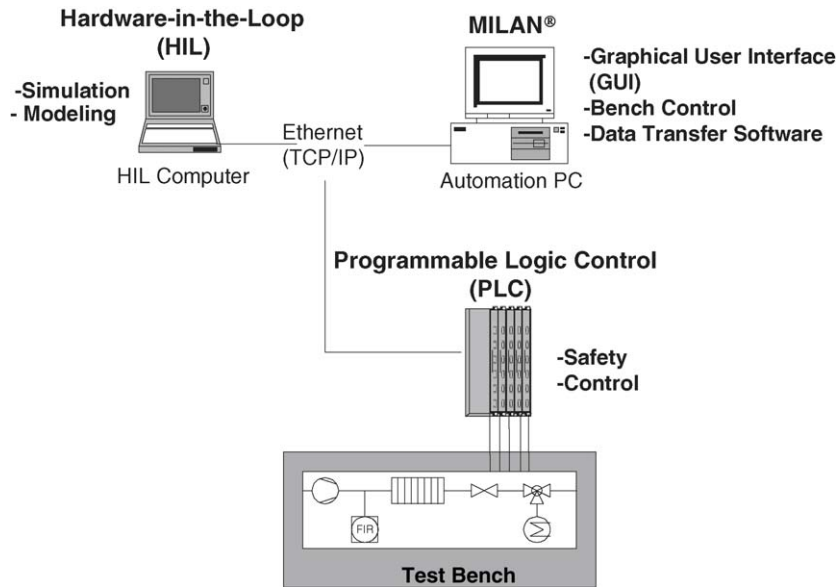 Hardware-in-the-Loop
(HIL)
-Simulation
- Modeling
HIL Computer
Ethernet
(TCP/IP)
MILAN®
-Graphical User Interface
(GUI)
-Bench Control
-Data Transfer Software
Automation PC
Programmable Logic Control
(PLC)
-Safety
-Control
FIR
Test Bench